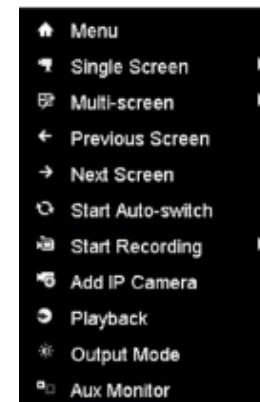 Menu
Single Screen
Multi-screen
Previous Screen
Next Screen
Start Auto-switch
Start Recording
Add IP Camera
Playback
Output Mode
Aux Monitor